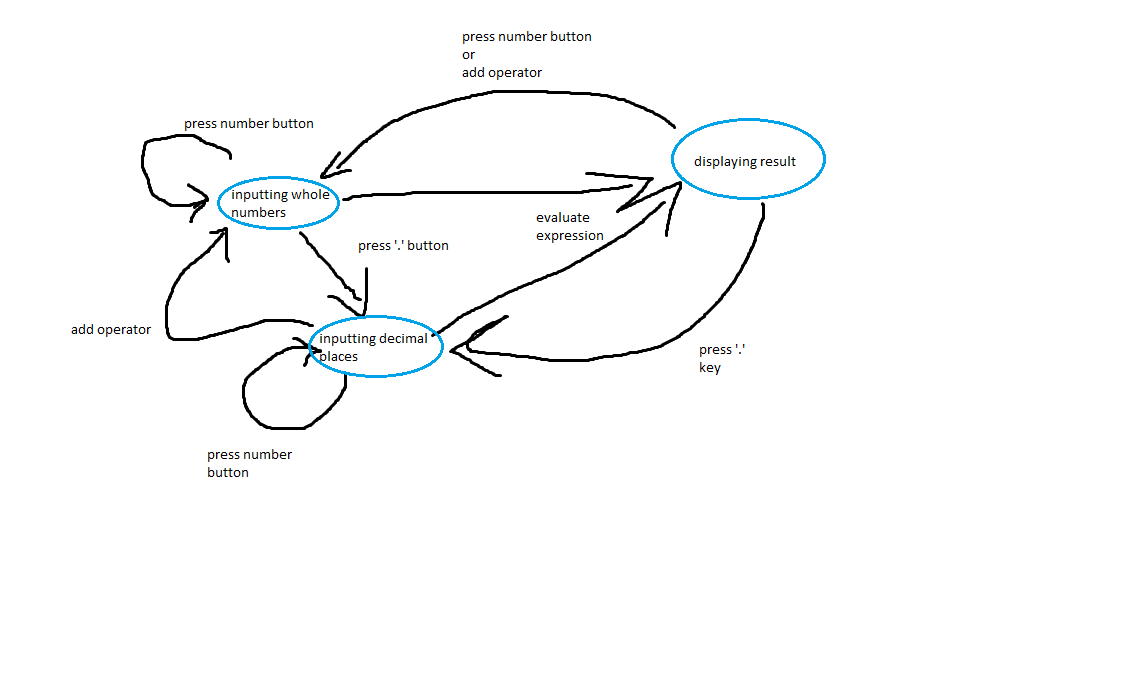 press number button
or
add operator
press number button
displaying result
inputting whole
numbers
evaluate
expression
press '.' button
add operator
inputting decimal
places
press '.'
key
press number
button